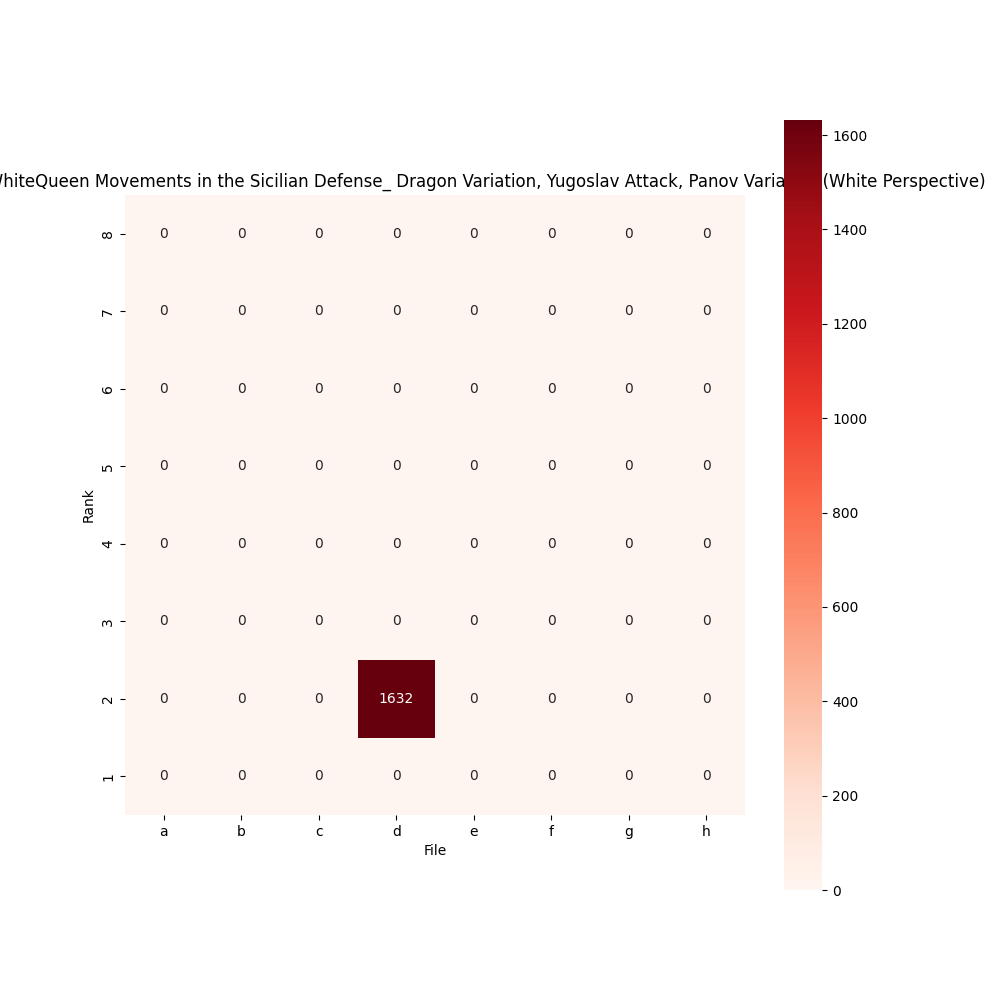 WhiteQueen Movements in the Sicilian Defense_ Dragon Variation, Yugoslav Attack, Panov Varia (White Perspective)
Rank
8 0 0 0 0 0 0 0 0
7 0 0 0 0 0 0 0 0
6 0 0 0 0 0 0 0 0
5 0 0 0 0 0 0 0 0
4 0 0 0 0 0 0 0 0
3 0 0 0 0 0 0 0 0
2 0 0 0 1632 0 0 0 0
1 0 0 0 0 0 0 0 0
a b c d e f g h
File
1600
1400
1200
1000
800
600
400
200
0